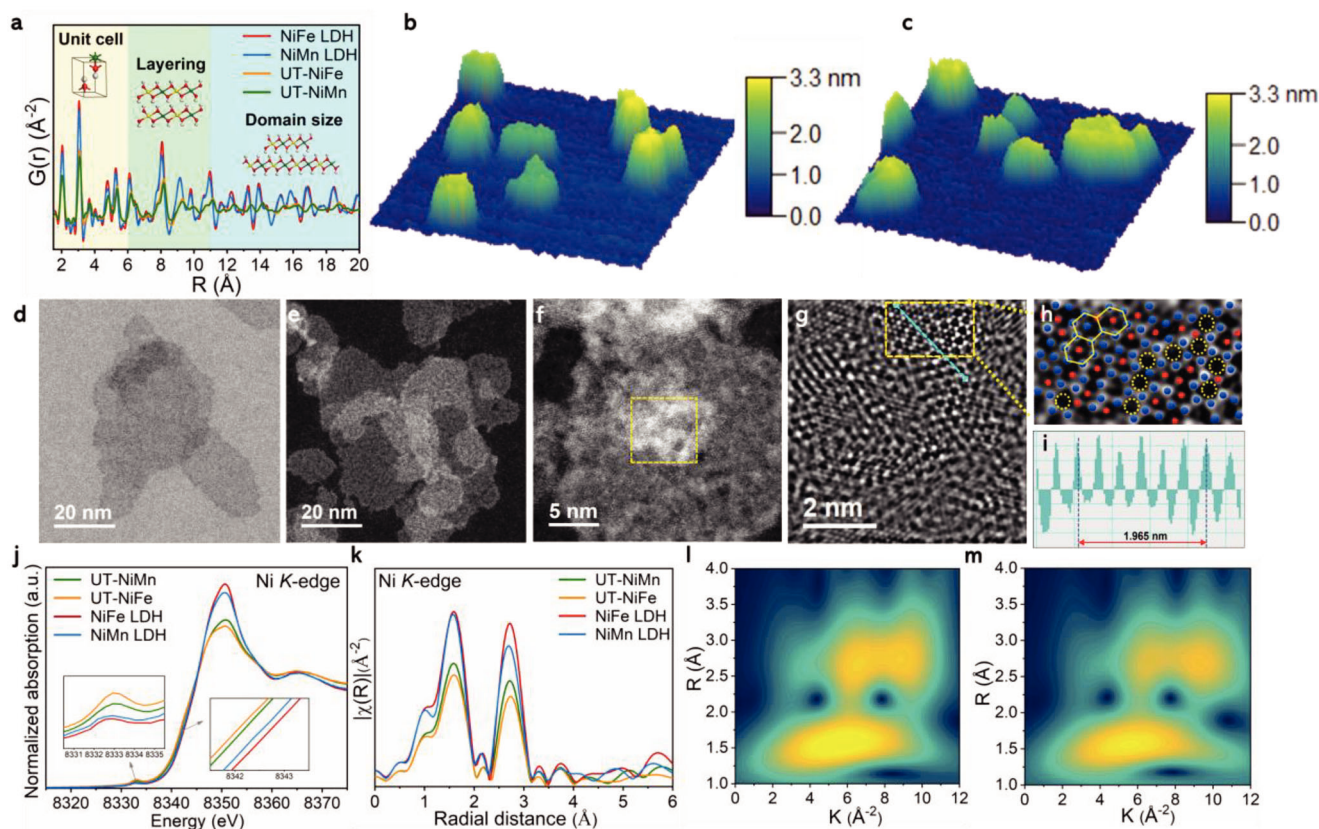 a
Unit cell
Layering
Domain size
NiFe LDH
NiMn LDH
UT-NiFe
UT-NiMn
G(r) (Å-2)
2 4 6 8 10 12 14 16 18 20
R (Å)
b
3.3 nm
2.0
1.0
0.0
c
3.3 nm
2.0
1.0
0.0
d
20 nm
e
20 nm
f
5 nm
g
2 nm
h
i
1.965 nm
j
Ni K-edge
UT-NiMn
UT-NiFe
NiFe LDH
NiMn LDH
Normalized absorption (a.u.)
8331 8332 8333 8334 8335
8342 8343
8320 8330 8340 8350 8360 8370
Energy (eV)
k
Ni K-edge
UT-NiMn
UT-NiFe
NiFe LDH
NiMn LDH
|χ(R)|(Å-2)
0 1 2 3 4 5 6
Radial distance (Å)
l
4.0
3.5
3.0
2.5
2.0
1.5
1.0
R (Å)
0 2 4 6 8 10 12
K (Å-2)
m
4.0
3.5
3.0
2.5
2.0
1.5
1.0
R (Å)
0 2 4 6 8 10 12
K (Å-2)